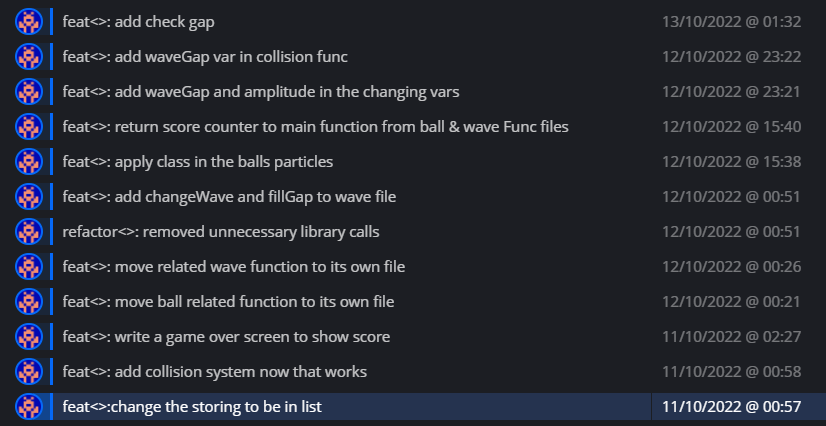 feat<>: add check gap 13/10/2022 @ 01:32
feat<>: add waveGap var in collision func 12/10/2022 @ 23:22
feat<>: add waveGap and amplitude in the changing vars 12/10/2022 @ 23:21
feat<>: return score counter to main function from ball & wave Func files 12/10/2022 @ 15:40
feat<>: apply class in the balls particles 12/10/2022 @ 15:38
feat<>: add changeWave and fillGap to wave file 12/10/2022 @ 00:51
refactor<>: removed unnecessary library calls 12/10/2022 @ 00:51
feat<>: move related wave function to its own file 12/10/2022 @ 00:26
feat<>: move ball related function to its own file 12/10/2022 @ 00:21
feat<>: write a game over screen to show score 11/10/2022 @ 02:27
feat<>: add collision system now that works 11/10/2022 @ 00:58
feat<>:change the storing to be in list 11/10/2022 @ 00:57